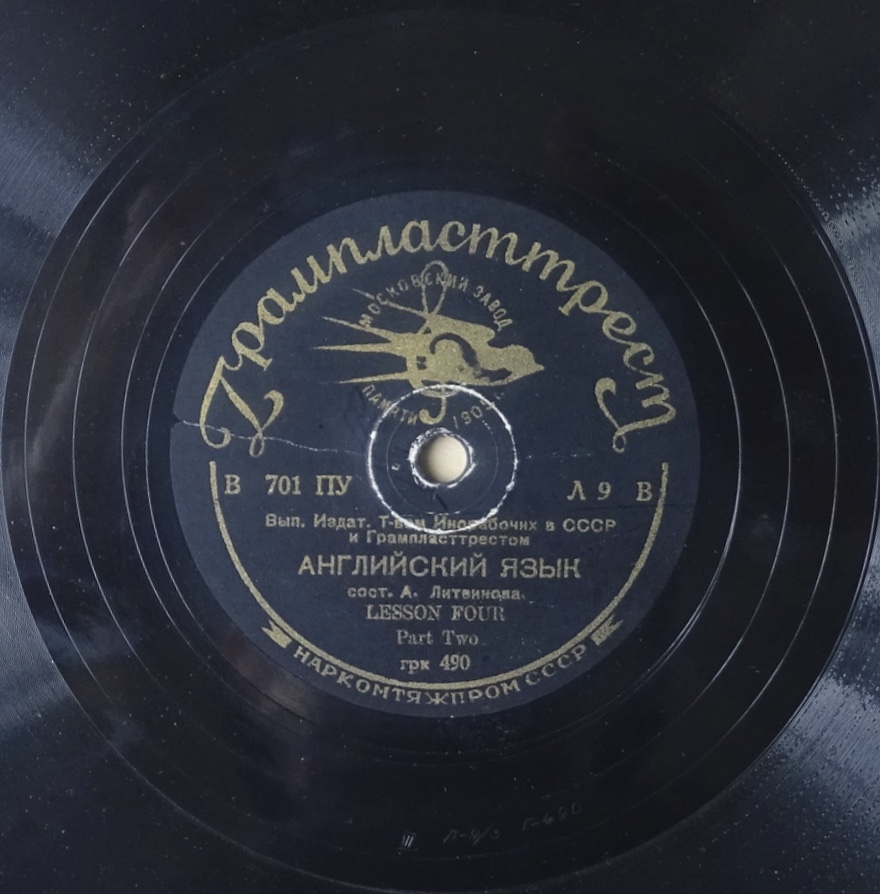 Грампласттрест
МОСКОВСКИЙ ЗАВОД
ПАМЯТИ 1905 г.
В 701 ПУ Л 9 В
Вып. Издат. Т-вом Инорабочих в СССР
и Грампласттрестом
АНГЛИЙСКИЙ ЯЗЫК
сост. А. Литвинова.
LESSON FOUR
Part Two
грк 490
НАРКОМТЯЖПРОМ СССР